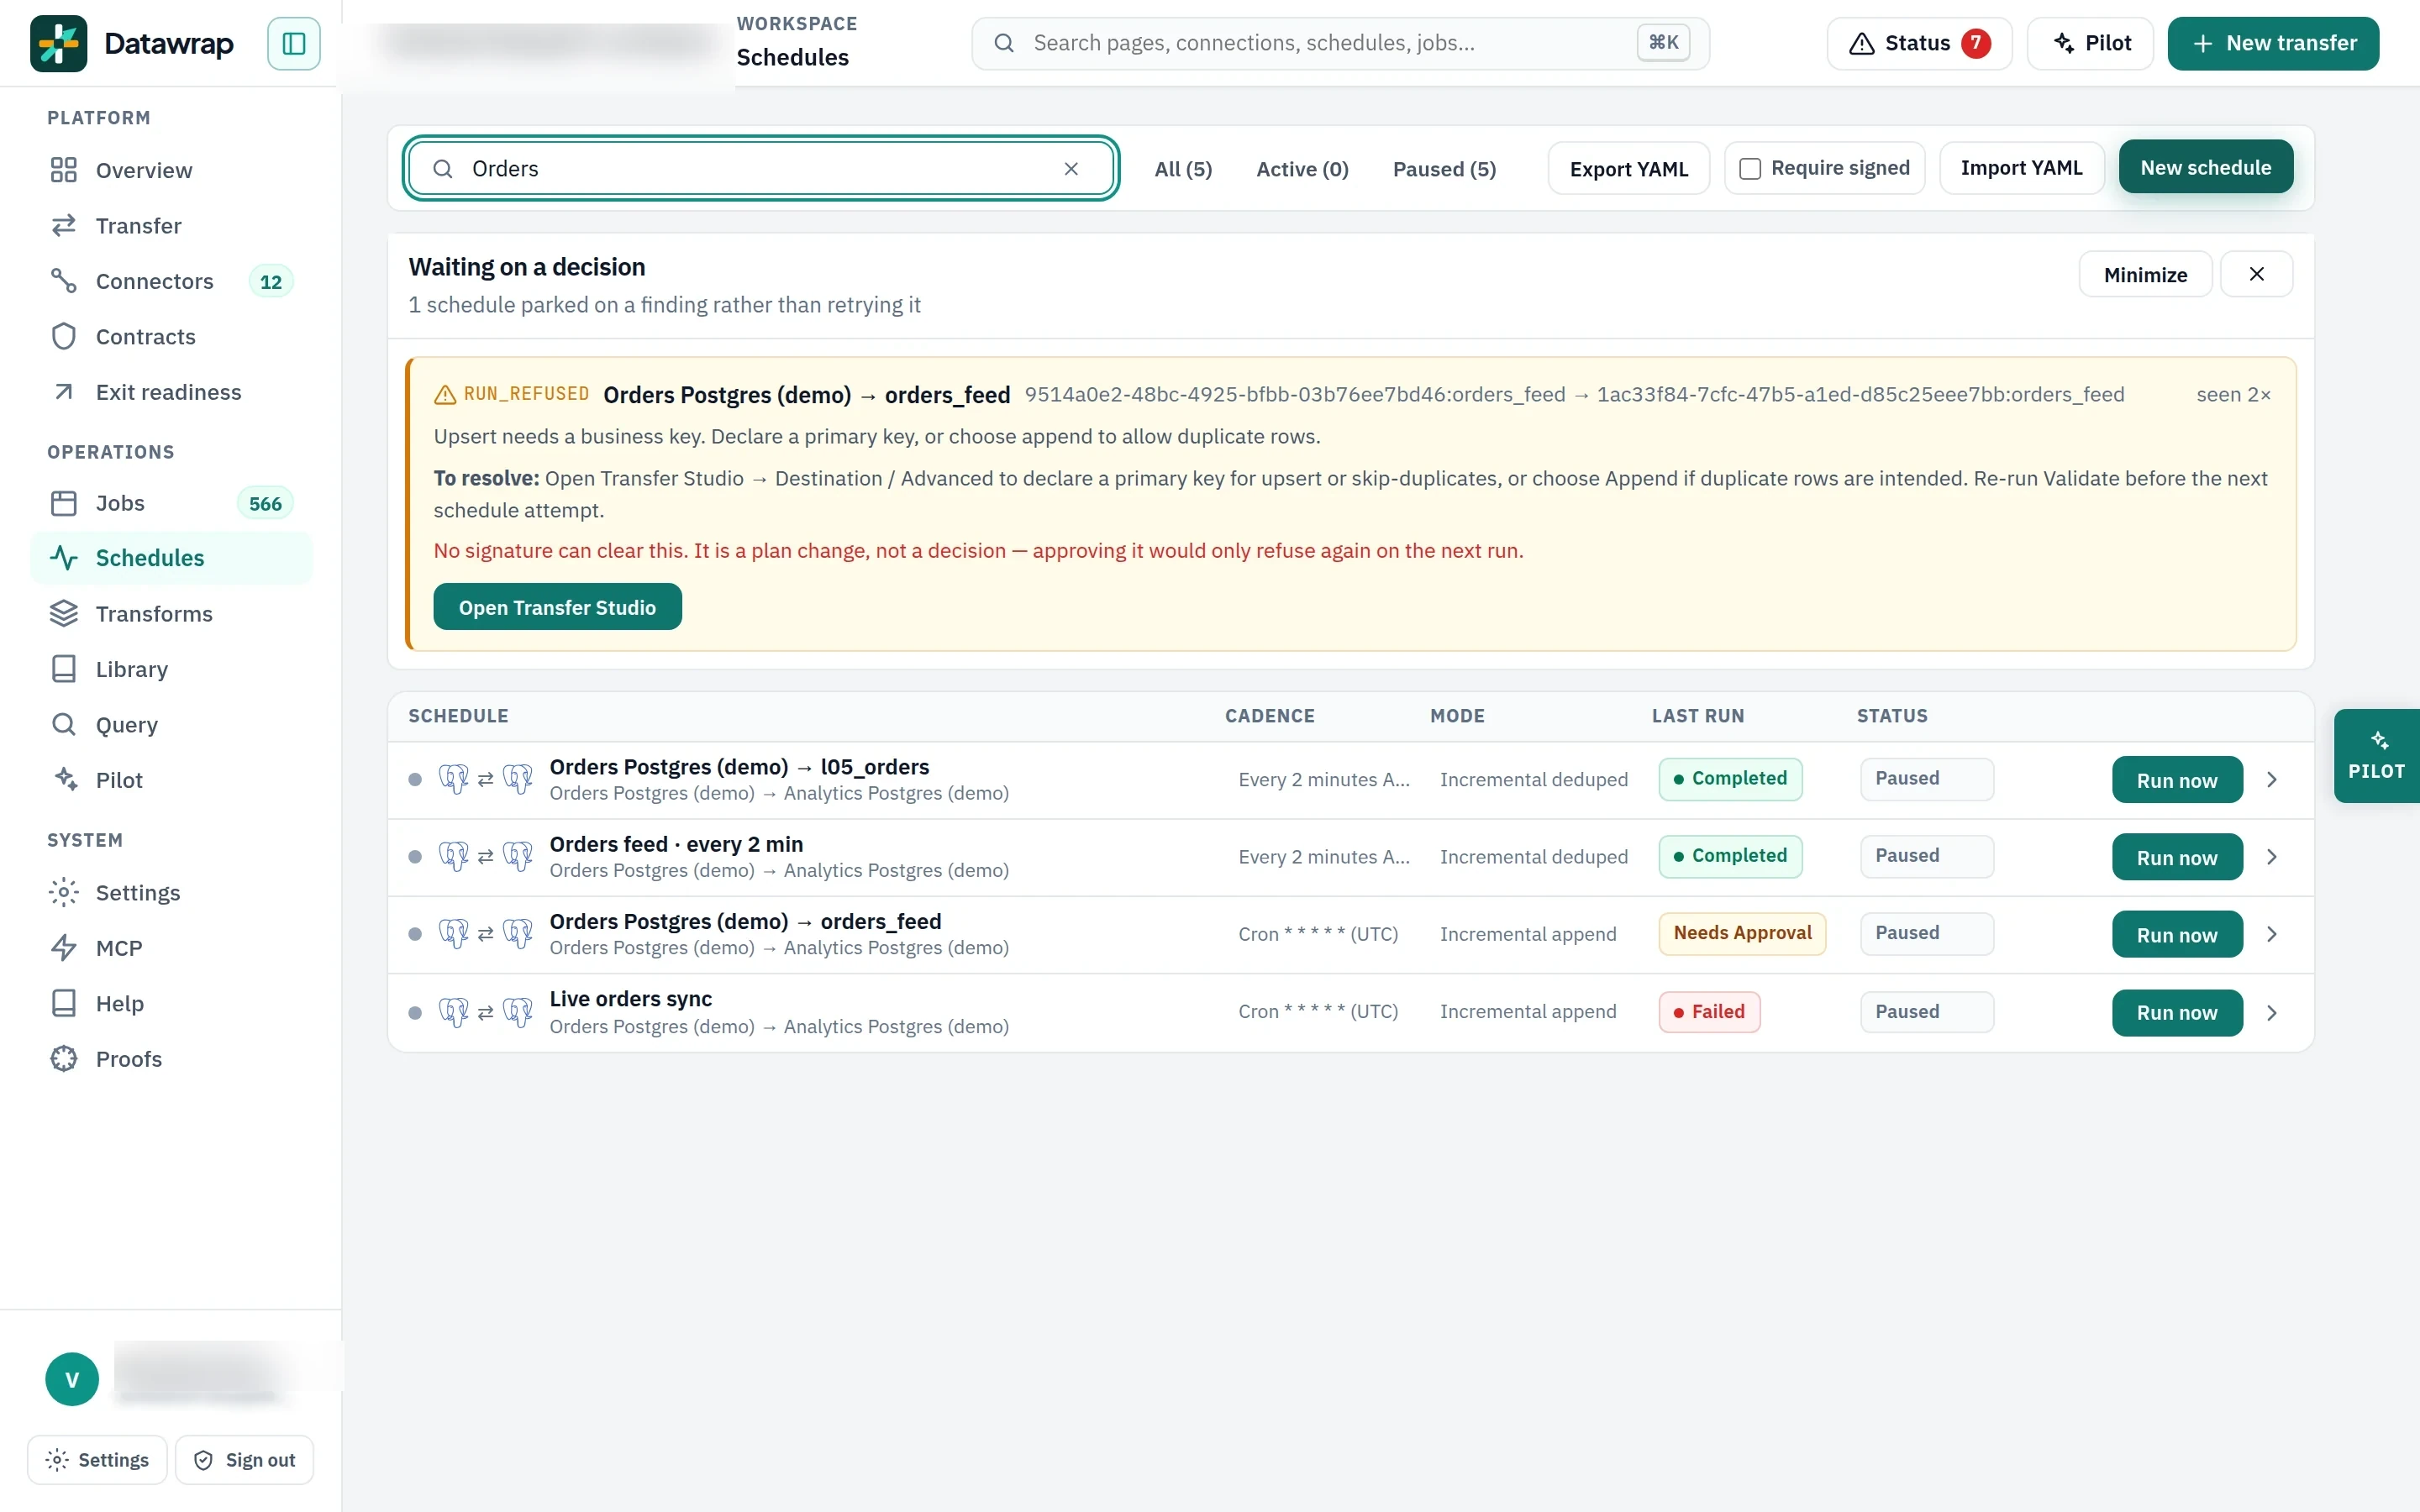 Datawrap
WORKSPACE
Schedules
Search pages, connections, schedules, jobs...
⌘K
Status 7
Pilot
+ New transfer
PLATFORM
Overview
Transfer
Connectors 12
Contracts
Exit readiness
OPERATIONS
Jobs 566
Schedules
Transforms
Library
Query
Pilot
SYSTEM
Settings
MCP
Help
Proofs
V
Settings
Sign out
Orders
All (5)
Active (0)
Paused (5)
Export YAML
Require signed
Import YAML
New schedule
Waiting on a decision
1 schedule parked on a finding rather than retrying it
Minimize
RUN_REFUSED Orders Postgres (demo) → orders_feed 9514a0e2-48bc-4925-bfbb-03b76ee7bd46:orders_feed → 1ac33f84-7cfc-47b5-a1ed-d85c25eee7bb:orders_feed seen 2×
Upsert needs a business key. Declare a primary key, or choose append to allow duplicate rows.
To resolve: Open Transfer Studio → Destination / Advanced to declare a primary key for upsert or skip-duplicates, or choose Append if duplicate rows are intended. Re-run Validate before the next
schedule attempt.
No signature can clear this. It is a plan change, not a decision — approving it would only refuse again on the next run.
Open Transfer Studio
SCHEDULE CADENCE MODE LAST RUN STATUS
Orders Postgres (demo) → l05_orders
Orders Postgres (demo) → Analytics Postgres (demo)
Every 2 minutes A... Incremental deduped Completed Paused Run now
Orders feed · every 2 min
Orders Postgres (demo) → Analytics Postgres (demo)
Every 2 minutes A... Incremental deduped Completed Paused Run now
Orders Postgres (demo) → orders_feed
Orders Postgres (demo) → Analytics Postgres (demo)
Cron * * * * * (UTC) Incremental append Needs Approval Paused Run now
Live orders sync
Orders Postgres (demo) → Analytics Postgres (demo)
Cron * * * * * (UTC) Incremental append Failed Paused Run now
PILOT